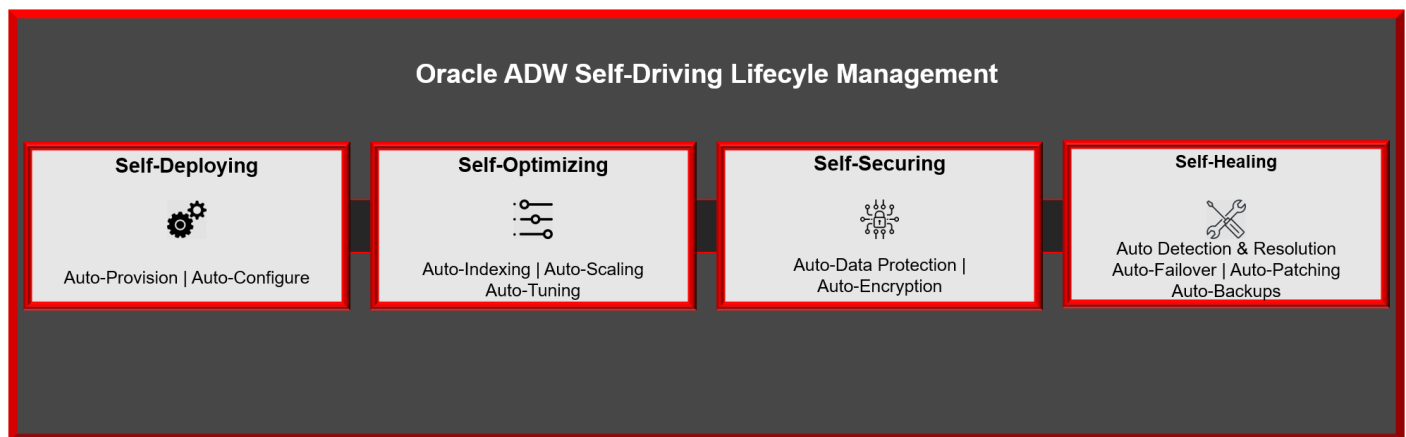 Oracle ADW Self-Driving Lifecyle Management
Self-Deploying
Auto-Provision | Auto-Configure
Self-Optimizing
Auto-Indexing | Auto-Scaling
Auto-Tuning
Self-Securing
Auto-Data Protection |
Auto-Encryption
Self-Healing
Auto Detection & Resolution
Auto-Failover | Auto-Patching
Auto-Backups